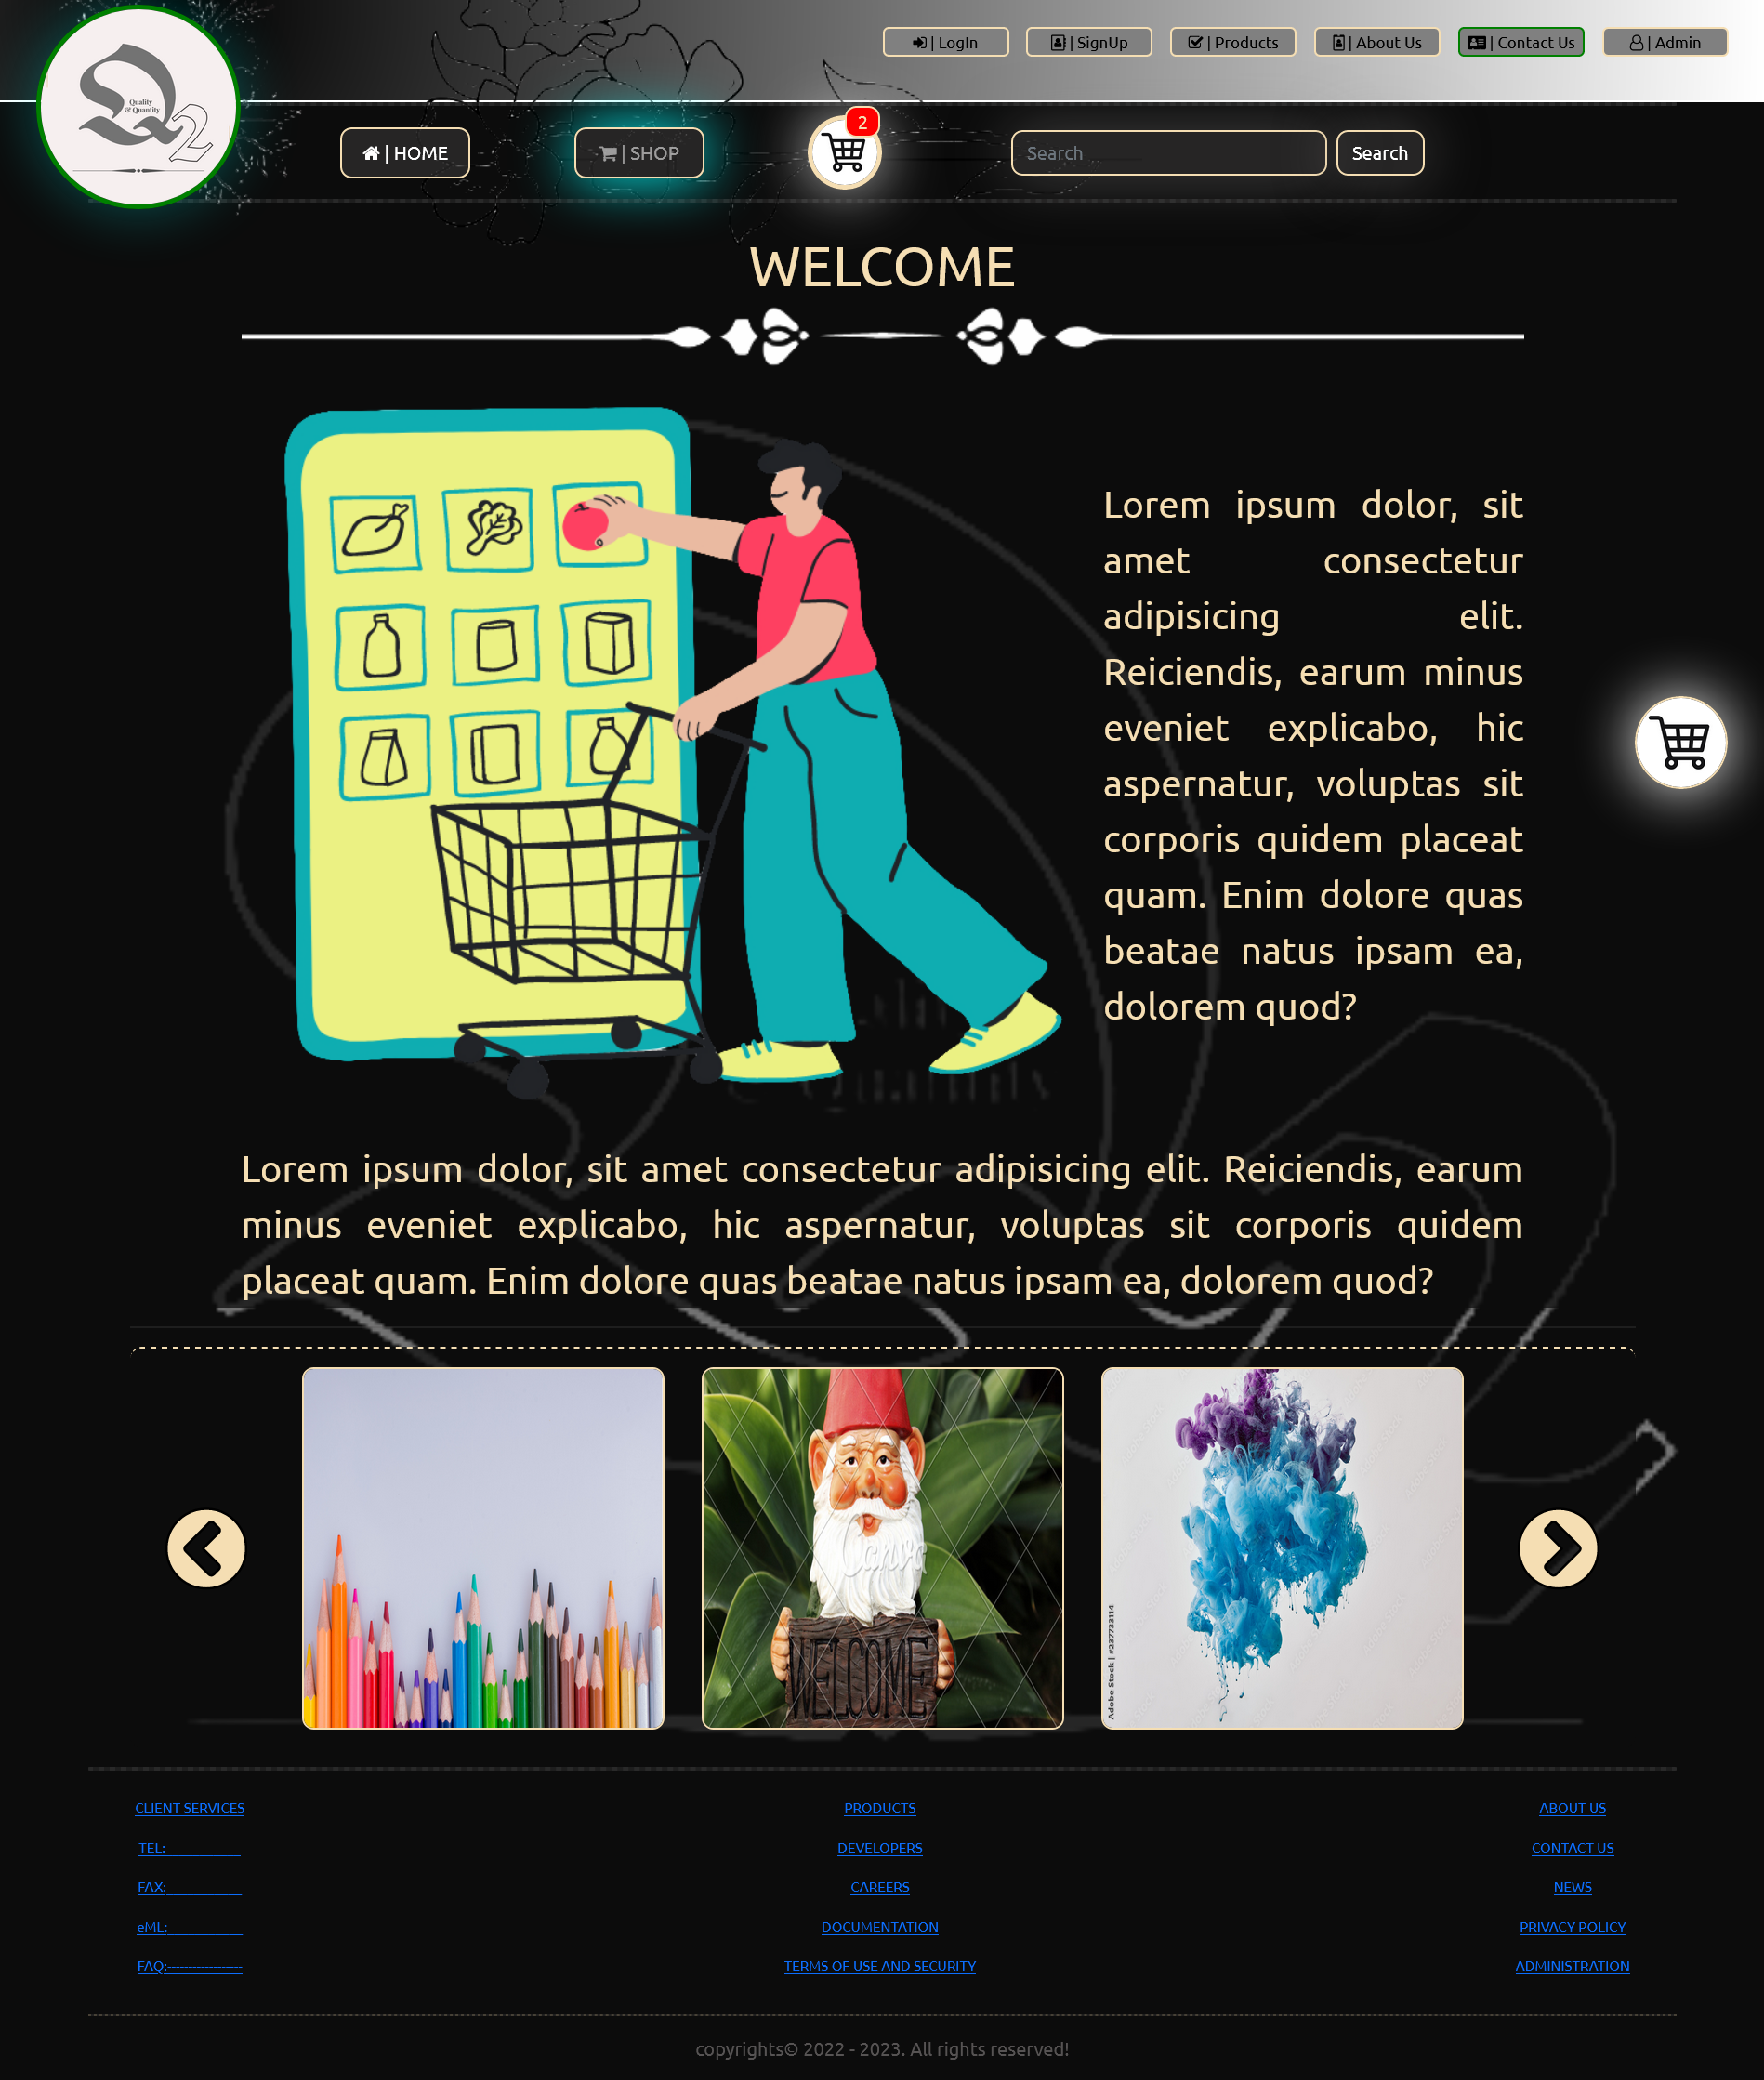 | LogIn
| SignUp
| Products
| About Us
| Contact Us
| Admin
Quality
& Quantity
Q2
| HOME
| SHOP
2
Search
Search
WELCOME
Lorem ipsum dolor, sit
amet consectetur
adipisicing elit.
Reiciendis, earum minus
eveniet explicabo, hic
aspernatur, voluptas sit
corporis quidem placeat
quam. Enim dolore quas
beatae natus ipsam ea,
dolorem quod?
Quantity
Lorem ipsum dolor, sit amet consectetur adipisicing elit. Reiciendis, earum
minus eveniet explicabo, hic aspernatur, voluptas sit corporis quidem
placeat quam. Enim dolore quas beatae natus ipsam ea, dolorem quod?
Canva
WELCOME
Adobe Stock | #237733114
CLIENT SERVICES
TEL:___________
FAX:___________
eML:___________
FAQ:------------------
PRODUCTS
DEVELOPERS
CAREERS
DOCUMENTATION
TERMS OF USE AND SECURITY
ABOUT US
CONTACT US
NEWS
PRIVACY POLICY
ADMINISTRATION
copyrights© 2022 - 2023. All rights reserved!